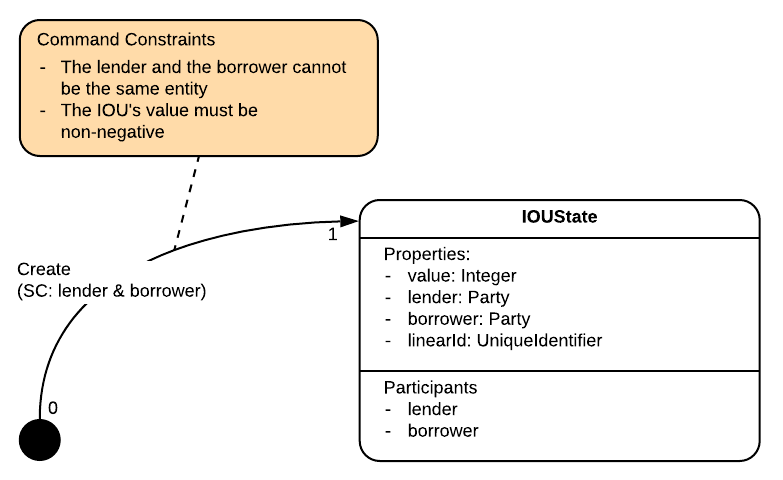 Command Constraints
- The lender and the borrower cannot
be the same entity
- The IOU's value must be
non-negative
IOUState
1
Properties:
- value: Integer
- lender: Party
- borrower: Party
- linearId: UniqueIdentifier
Create
(SC: lender & borrower)
Participants
- lender
- borrower
0